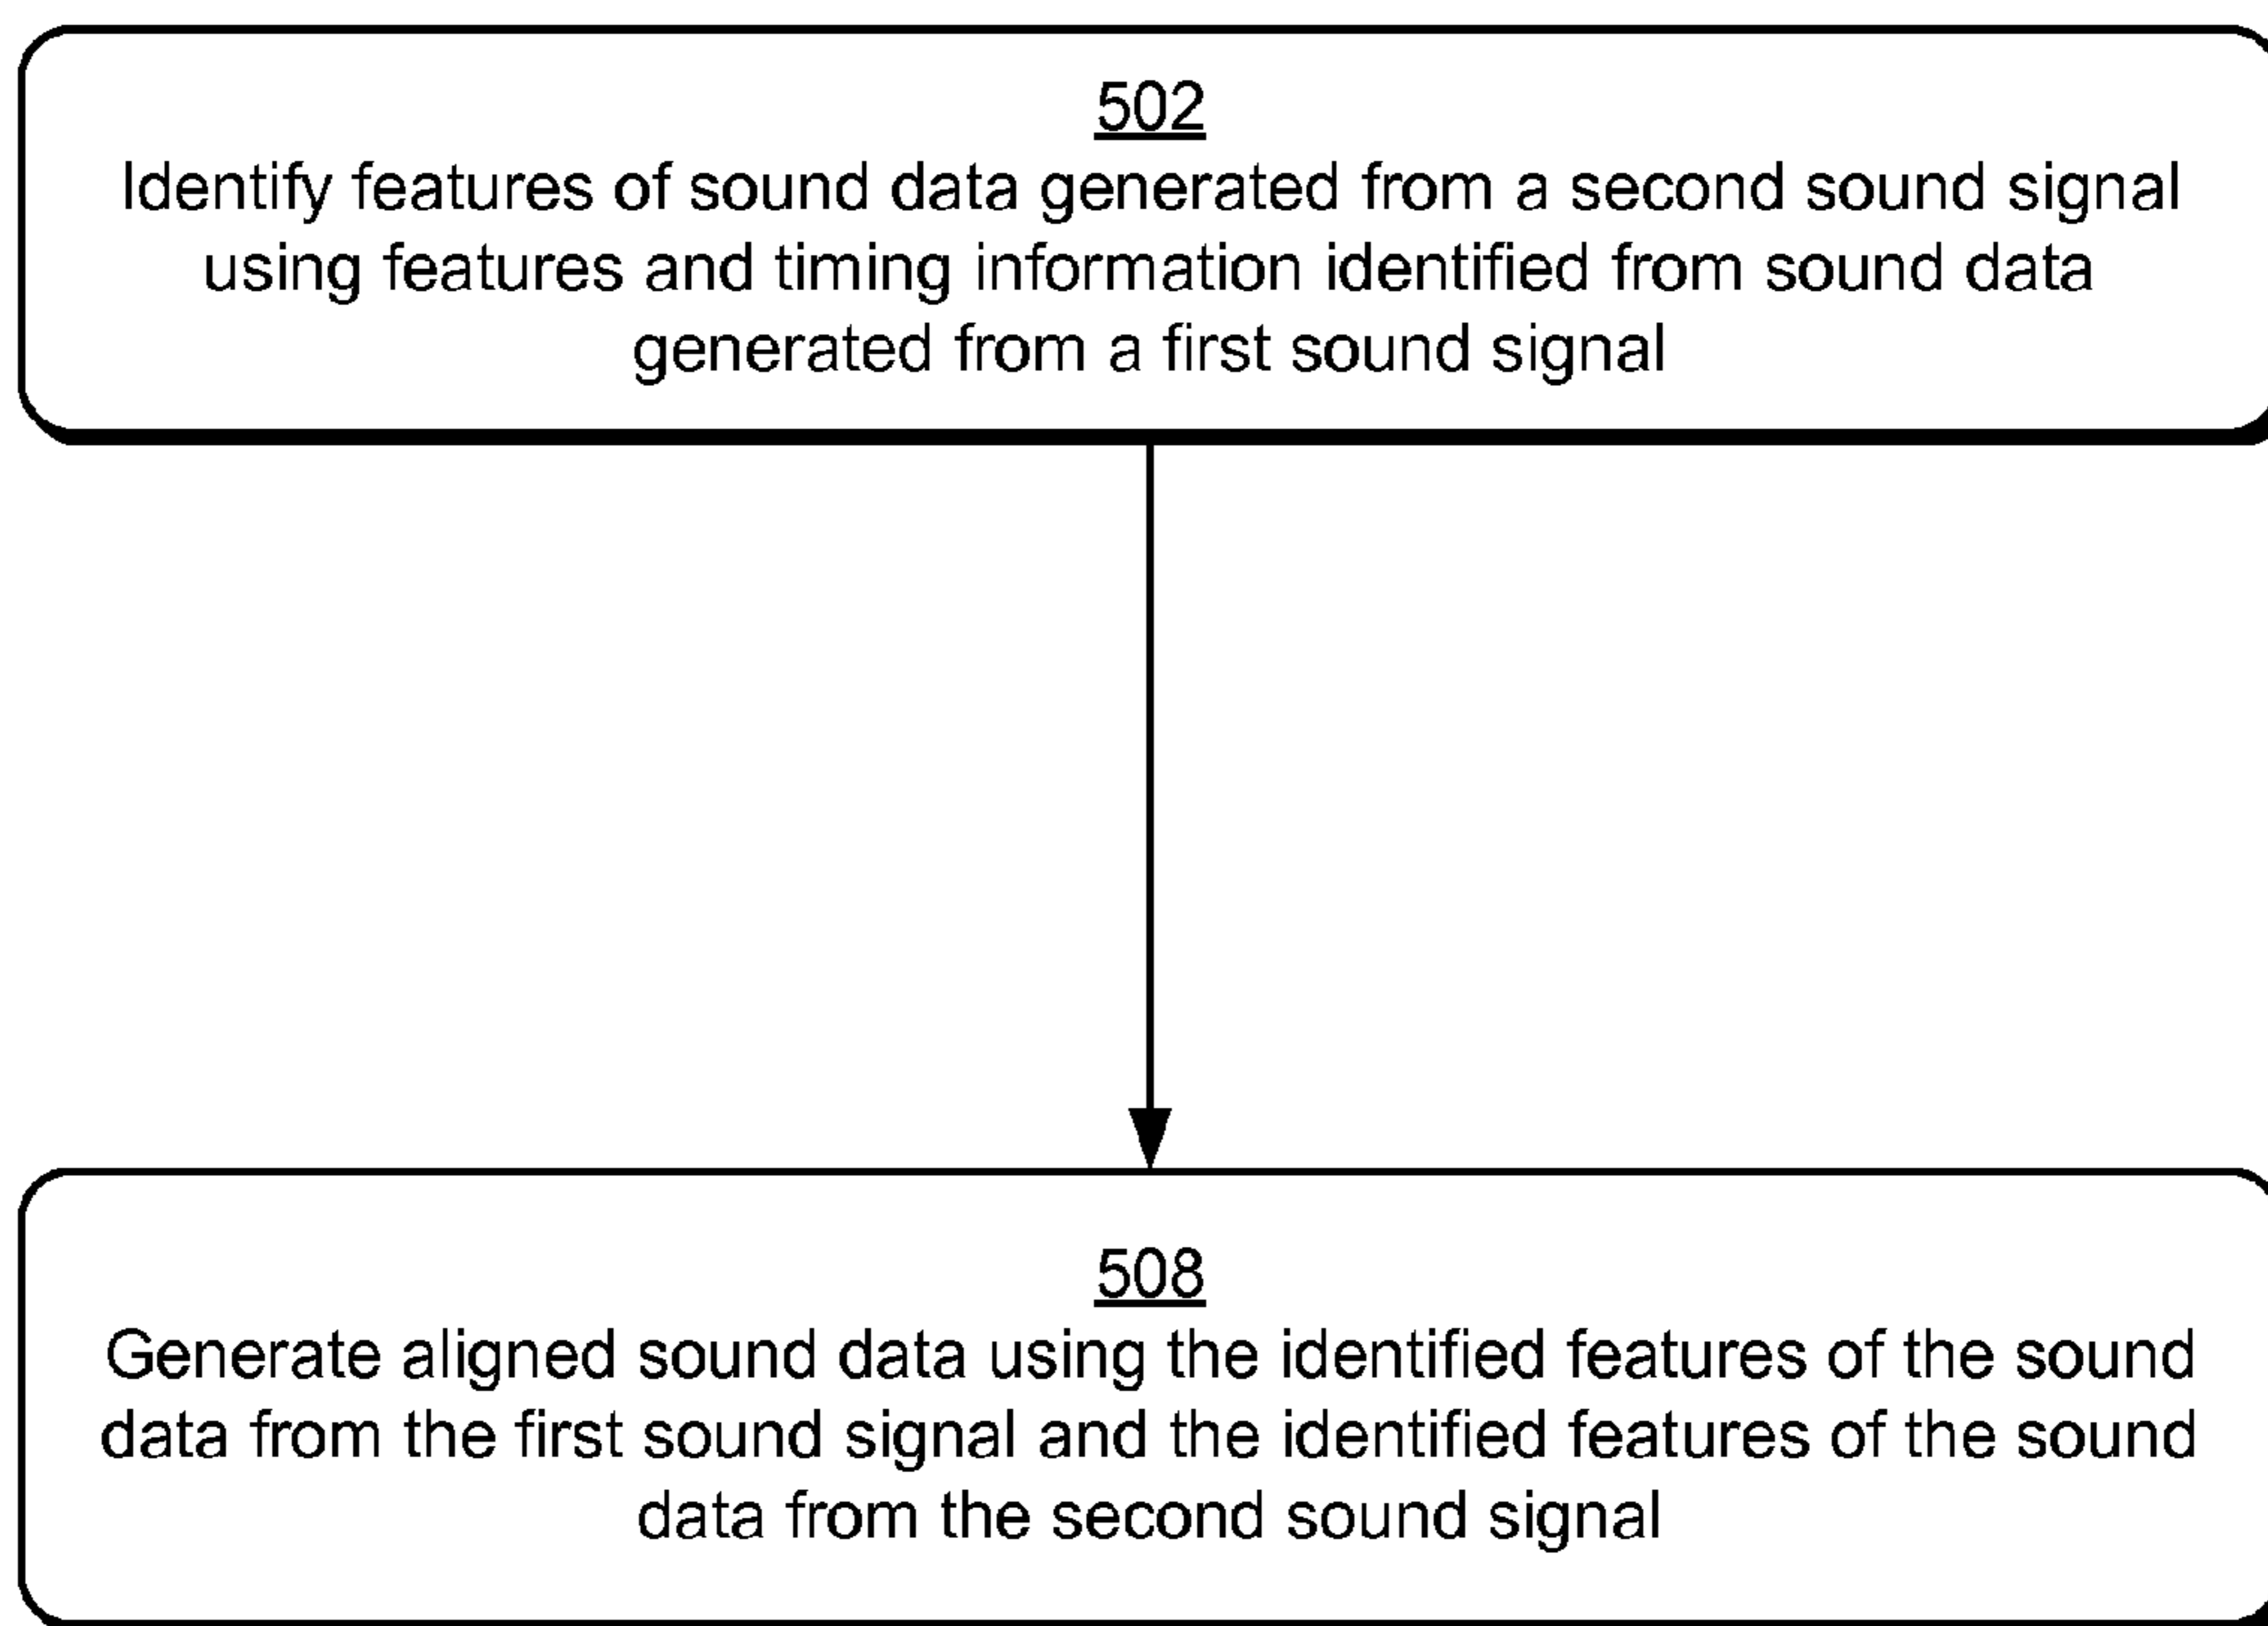 502
Identify features of sound data generated from a second sound signal
using features and timing information identified from sound data
generated from a first sound signal
508
Generate aligned sound data using the identified features of the sound
data from the first sound signal and the identified features of the sound
data from the second sound signal